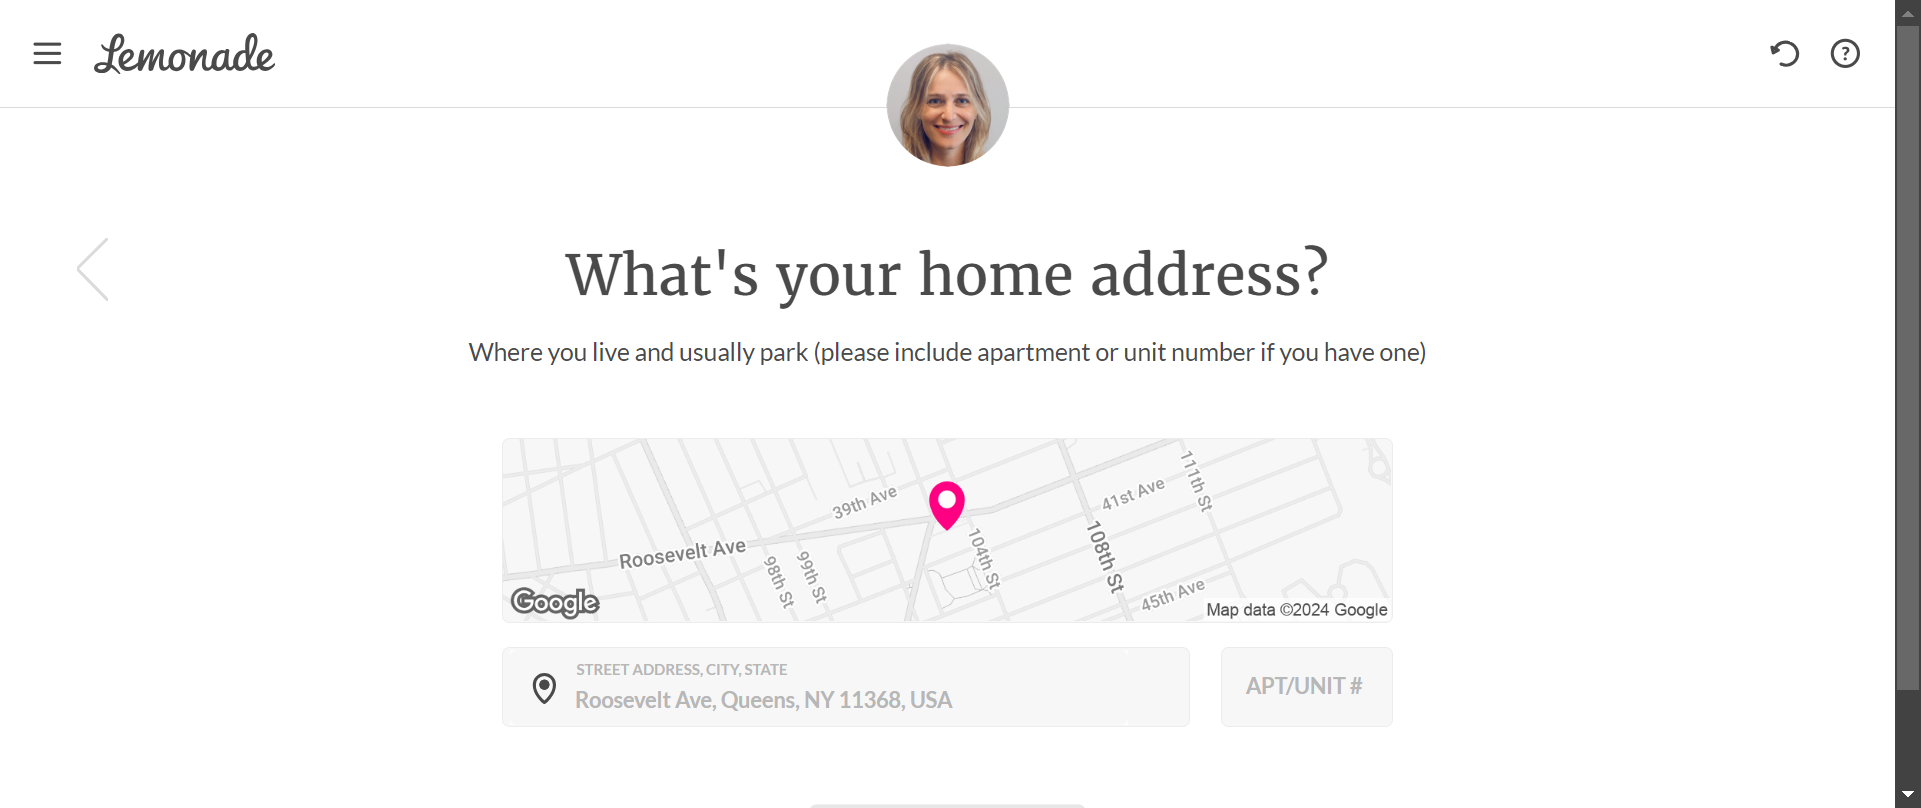 Lemonade
?
What's your home address?
Where you live and usually park (please include apartment or unit number if you have one)
39th Ave
41st Ave
111th St
Roosevelt Ave
98th St
99th St
104th St
108th St
45th Ave
Google
Map data ©2024 Google
STREET ADDRESS, CITY, STATE
Roosevelt Ave, Queens, NY 11368, USA
APT/UNIT #